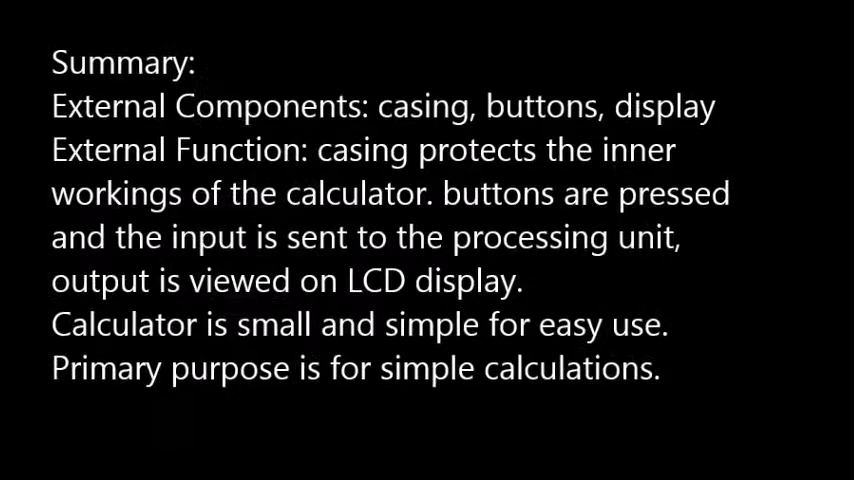 Summary:
External Components: casing, buttons, display
External Function: casing protects the inner
workings of the calculator. buttons are pressed
and the input is sent to the processing unit,
output is viewed on LCD display.
Calculator is small and simple for easy use.
Primary purpose is for simple calculations.